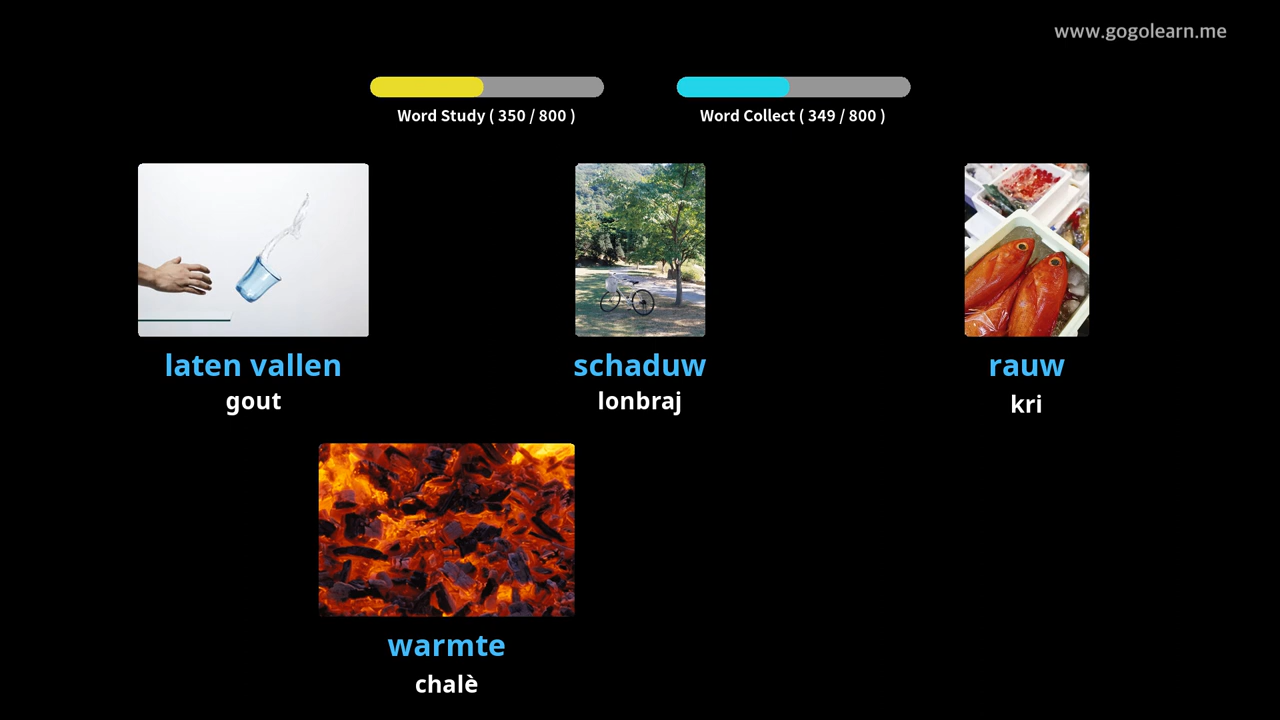 www.gogolearn.me
Word Study ( 350 / 800 )
Word Collect ( 349 / 800 )
laten vallen
gout
schaduw
lonbraj
rauw
kri
warmte
chalè